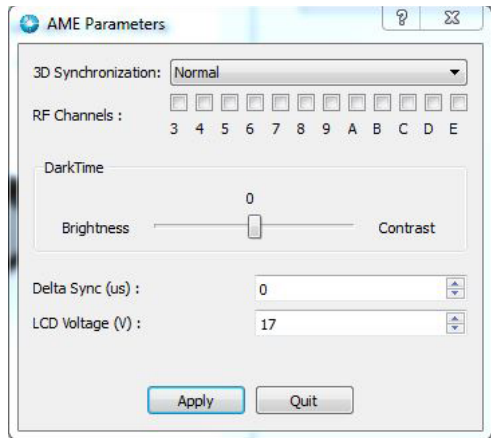 AME Parameters
3D Synchronization: Normal
RF Channels :
3 4 5 6 7 8 9 A B C D E
DarkTime
0
Brightness Contrast
Delta Sync (us) : 0
LCD Voltage (V) : 17
Apply Quit